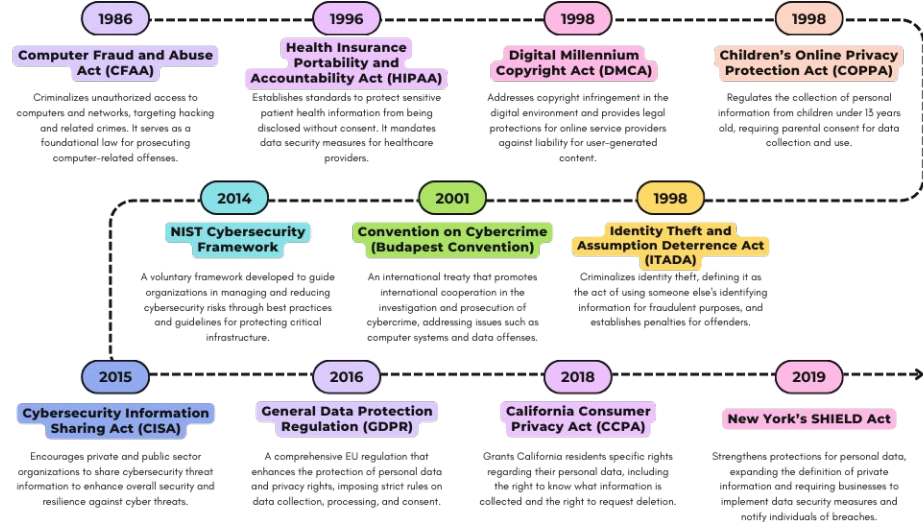 1986
Computer Fraud and Abuse
Act (CFAA)
Criminalizes unauthorized access to
computers and networks, targeting hacking
and related crimes. It serves as a
foundational law for prosecuting
computer-related offenses.
1996
Health Insurance
Portability and
Accountability Act (HIPAA)
Establishes standards to protect sensitive
patient health information from being
disclosed without consent. It mandates
data security measures for healthcare
providers.
1998
Digital Millennium
Copyright Act (DMCA)
Addresses copyright infringement in the
digital environment and provides legal
protections for online service providers
against liability for user-generated
content.
1998
Children's Online Privacy
Protection Act (COPPA)
Regulates the collection of personal
information from children under 13 years
old, requiring parental consent for data
collection and use.
1998
Identity Theft and
Assumption Deterrence Act
(ITADA)
Criminalizes identity theft, defining it as
the act of using someone else's identifying
information for fraudulent purposes, and
establishes penalties for offenders.
2001
Convention on Cybercrime
(Budapest Convention)
An international treaty that promotes
international cooperation in the
investigation and prosecution of
cybercrime, addressing issues such as
computer systems and data offenses.
2014
NIST Cybersecurity
Framework
A voluntary framework developed to guide
organizations in managing and reducing
cybersecurity risks through best practices
and guidelines for protecting critical
infrastructure.
2015
Cybersecurity Information
Sharing Act (CISA)
Encourages private and public sector
organizations to share cybersecurity threat
information to enhance overall security and
resilience against cyber threats.
2016
General Data Protection
Regulation (GDPR)
A comprehensive EU regulation that
enhances the protection of personal data
and privacy rights, imposing strict rules on
data collection, processing, and consent.
2018
California Consumer
Privacy Act (CCPA)
Grants California residents specific rights
regarding their personal data, including
the right to know what information is
collected and the right to request deletion.
2019
New York's SHIELD Act
Strengthens protections for personal data,
expanding the definition of private
information and requiring businesses to
implement data security measures and
notify individuals of breaches.